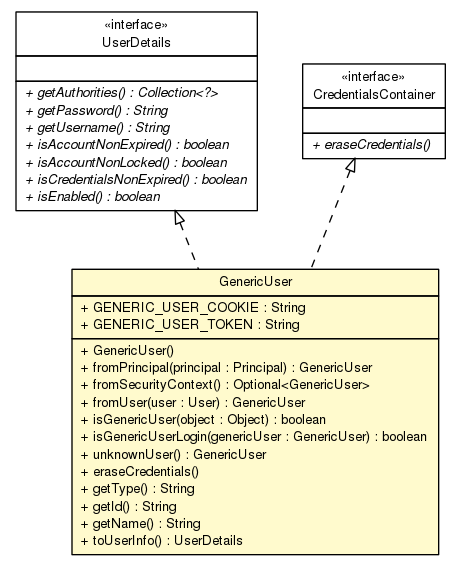 «interface»
UserDetails
+ getAuthorities() : Collection<?>
+ getPassword() : String
+ getUsername() : String
+ isAccountNonExpired() : boolean
+ isAccountNonLocked() : boolean
+ isCredentialsNonExpired() : boolean
+ isEnabled() : boolean
«interface»
CredentialsContainer
+ eraseCredentials()
GenericUser
+ GENERIC_USER_COOKIE : String
+ GENERIC_USER_TOKEN : String
+ GenericUser()
+ fromPrincipal(principal : Principal) : GenericUser
+ fromSecurityContext() : Optional<GenericUser>
+ fromUser(user : User) : GenericUser
+ isGenericUser(object : Object) : boolean
+ isGenericUserLogin(genericUser : GenericUser) : boolean
+ unknownUser() : GenericUser
+ eraseCredentials()
+ getType() : String
+ getId() : String
+ getName() : String
+ toUserInfo() : UserDetails